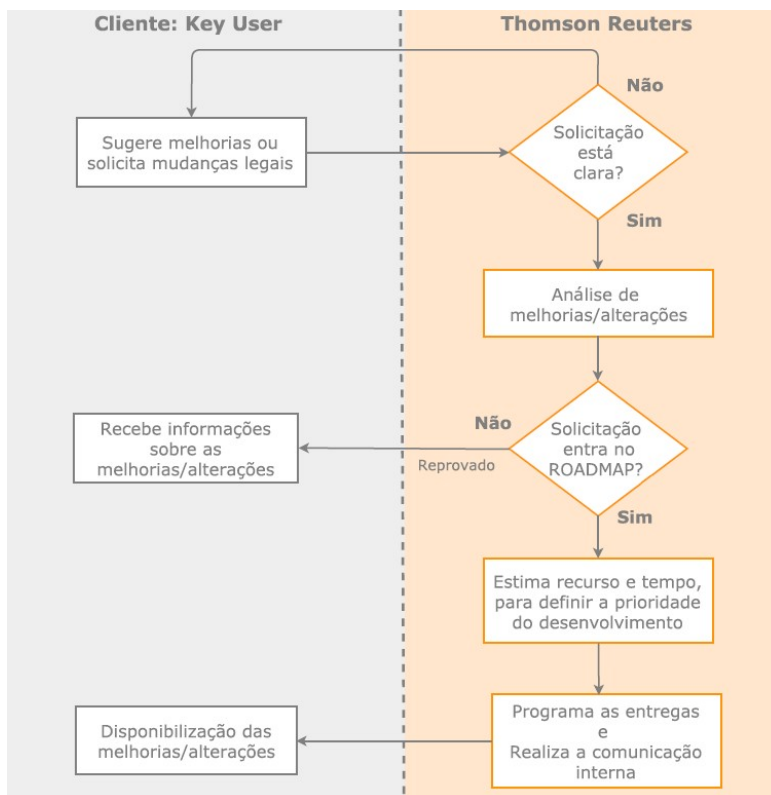 Cliente: Key User
Thomson Reuters
Não
Sugere melhorias ou
solicita mudanças legais
Solicitação
está
clara?
Sim
Análise de
melhorias/alterações
Recebe informações
sobre as
melhorias/alterações
Não
Reprovado
Solicitação
entra no
ROADMAP?
Sim
Estima recurso e tempo,
para definir a prioridade
do desenvolvimento
Disponibilização das
melhorias/alterações
Programa as entregas
e
Realiza a comunicação
interna